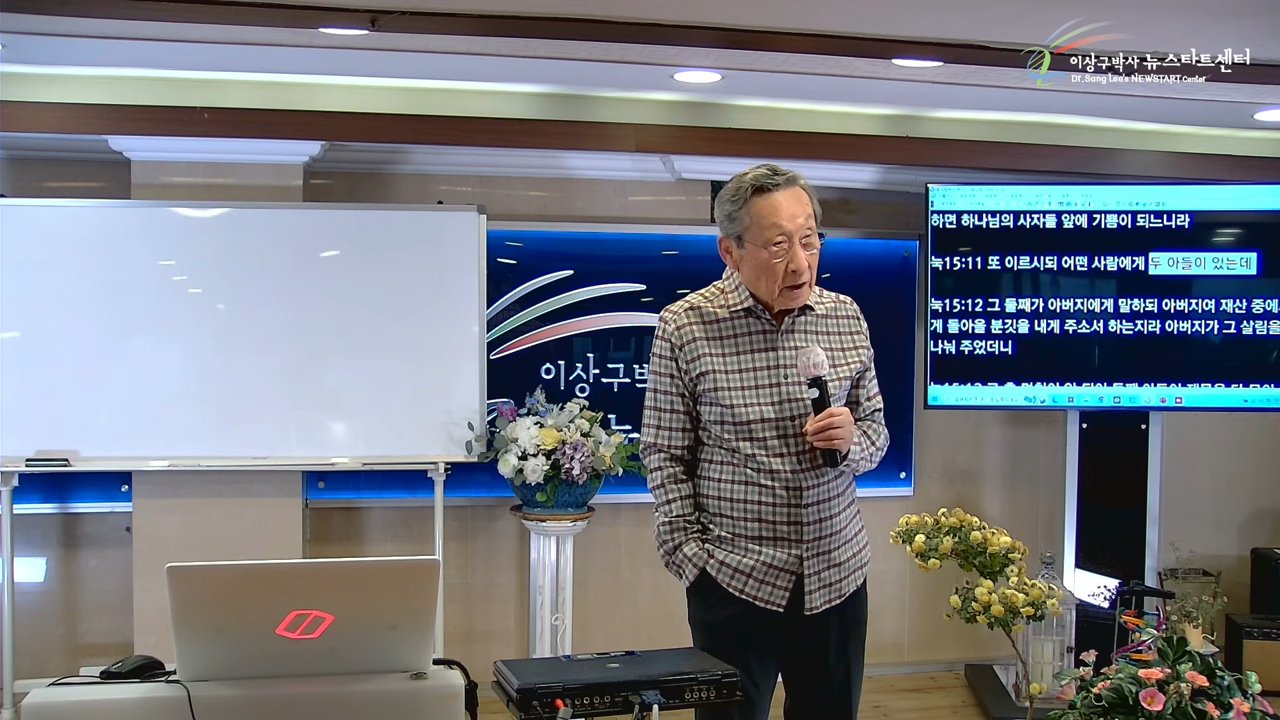 이상구박사 뉴스타트센터
Dr. Sang Lee's NEWSTART Center
하면 하나님의 사자들 앞에 기쁨이 되느니라
눅15:11 또 이르시되 어떤 사람에게 두 아들이 있는데
눅15:12 그 둘째가 아버지에게 말하되 아버지여 재산 중에
게 돌아올 분깃을 내게 주소서 하는지라 아버지가 그 살림을
나눠 주었더니
이상구